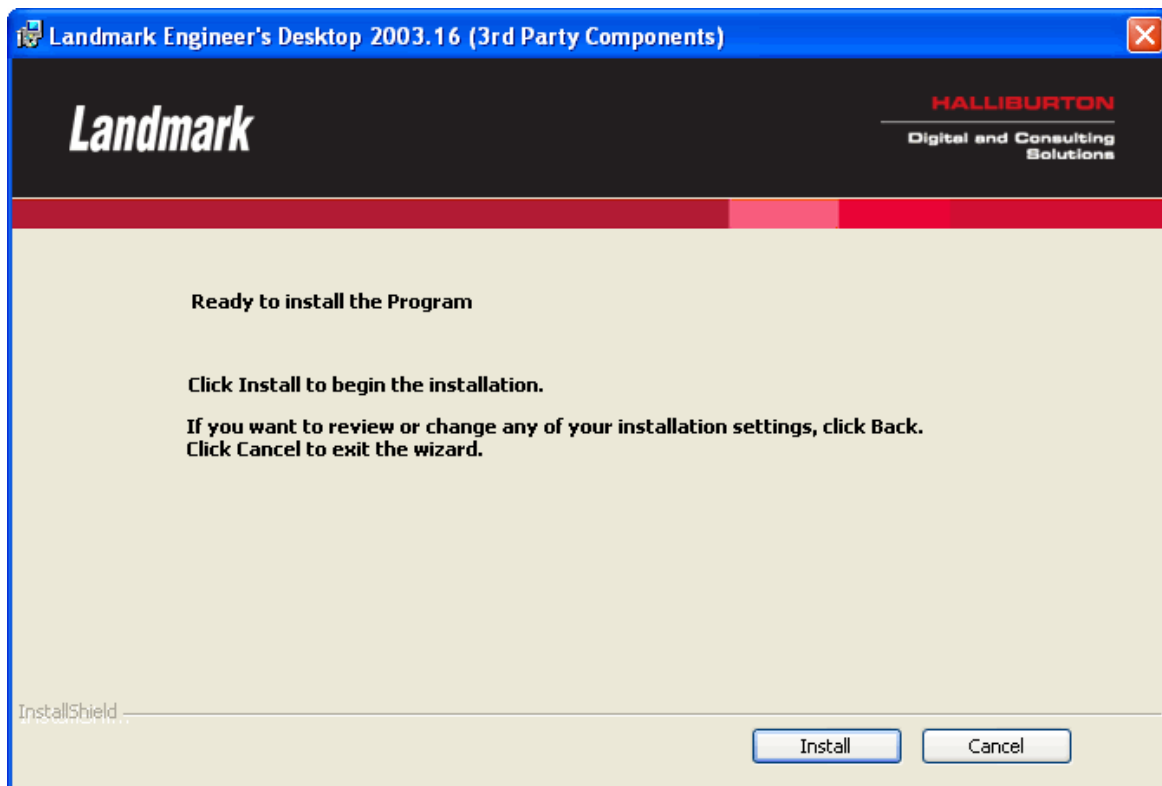 Landmark Engineer's Desktop 2003.16 (3rd Party Components)
Landmark
HALLIBURTON
Digital and Consulting
Solutions
Ready to install the Program
Click Install to begin the installation.
If you want to review or change any of your installation settings, click Back.
Click Cancel to exit the wizard.
InstallShield
Install
Cancel